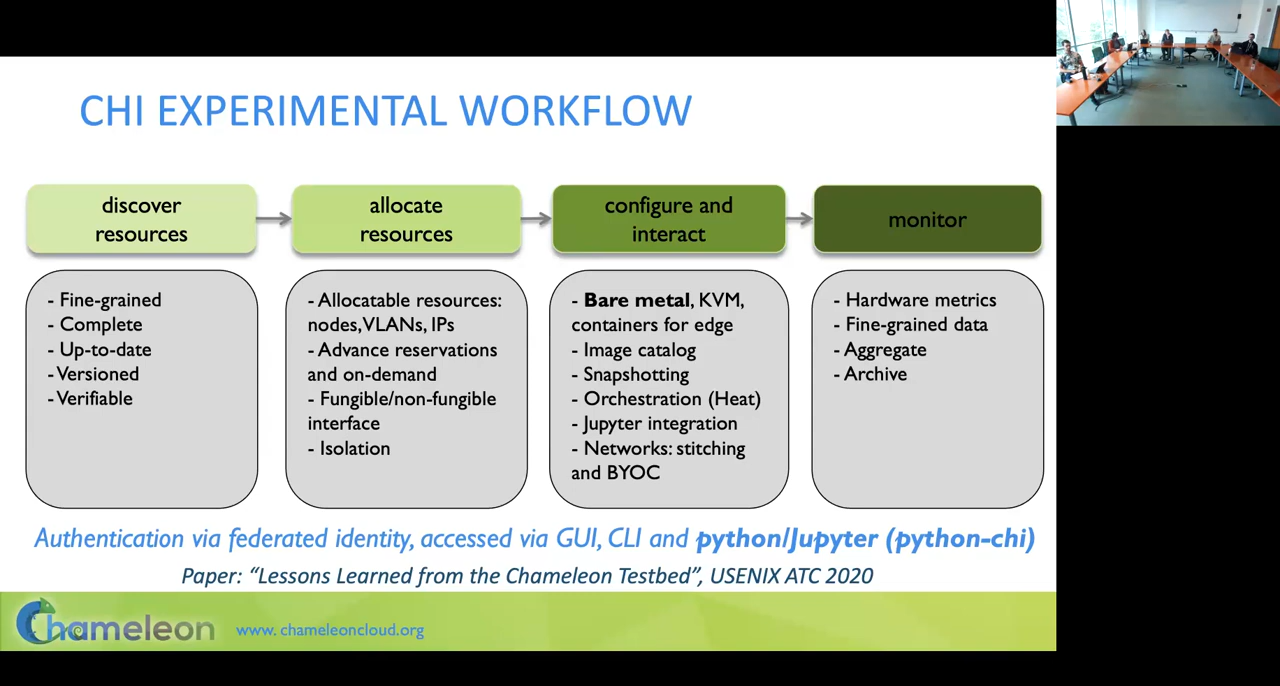 CHI EXPERIMENTAL WORKFLOW
discover
resources
allocate
resources
configure and
interact
monitor
- Fine-grained
- Complete
- Up-to-date
- Versioned
- Verifiable
- Allocatable resources:
nodes, VLANs, IPs
- Advance reservations
and on-demand
- Fungible/non-fungible
interface
- Isolation
- Bare metal, KVM,
containers for edge
- Image catalog
- Snapshotting
- Orchestration (Heat)
- Jupyter integration
- Networks: stitching
and BYOC
- Hardware metrics
- Fine-grained data
- Aggregate
- Archive
Authentication via federated identity, accessed via GUI, CLI and python/Jupyter (python-chi)
Paper: “Lessons Learned from the Chameleon Testbed”, USENIX ATC 2020
Chameleon
www. chameleoncloud.org